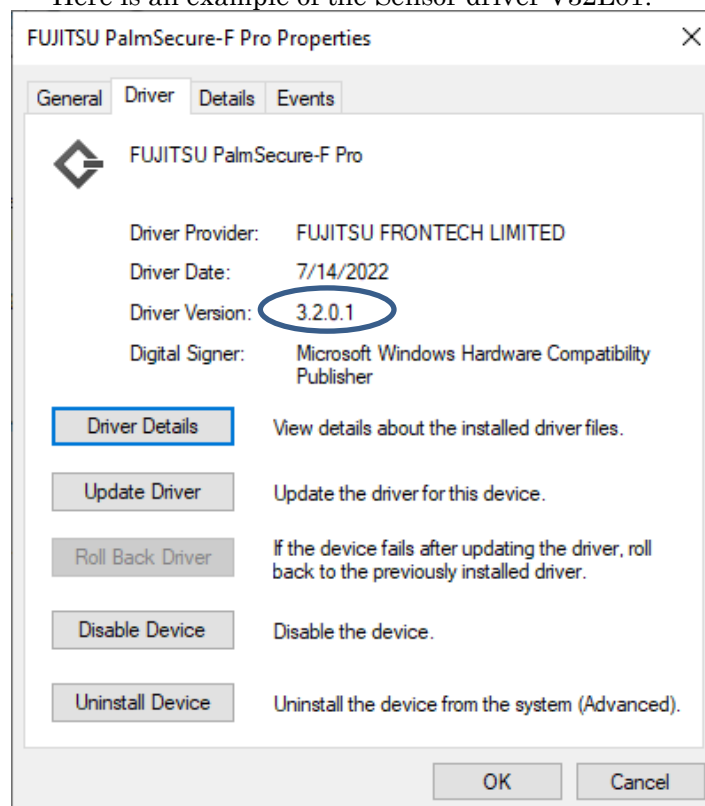 Here is an example of the Sensor driver V32L01.
FUJITSU PalmSecure-F Pro Properties
General Driver Details Events
FUJITSU PalmSecure-F Pro
Driver Provider: FUJITSU FRONTECH LIMITED
Driver Date: 7/14/2022
Driver Version: 3.2.0.1
Digital Signer: Microsoft Windows Hardware Compatibility
Publisher
Driver Details View details about the installed driver files.
Update Driver Update the driver for this device.
Roll Back Driver If the device fails after updating the driver, roll
back to the previously installed driver.
Disable Device Disable the device.
Uninstall Device Uninstall the device from the system (Advanced).
OK Cancel